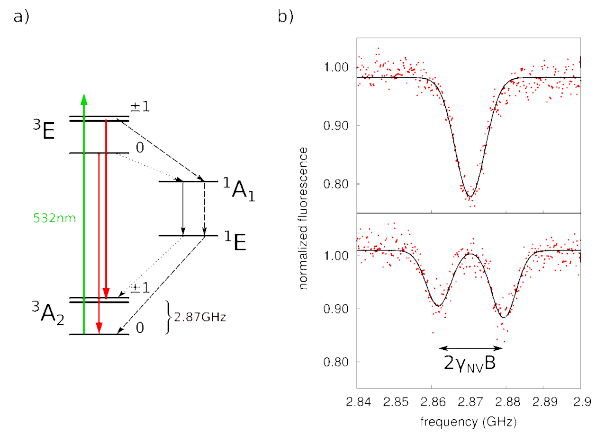 a)
b)
±1
³E
0
¹A₁
532nm
¹E
±1
³A₂
2.87GHz
0
normalized fluorescence
1.00
0.90
0.80
1.00
0.90
0.80
2γ_NVB
2.84 2.85 2.86 2.87 2.88 2.89 2.9
frequency (GHz)